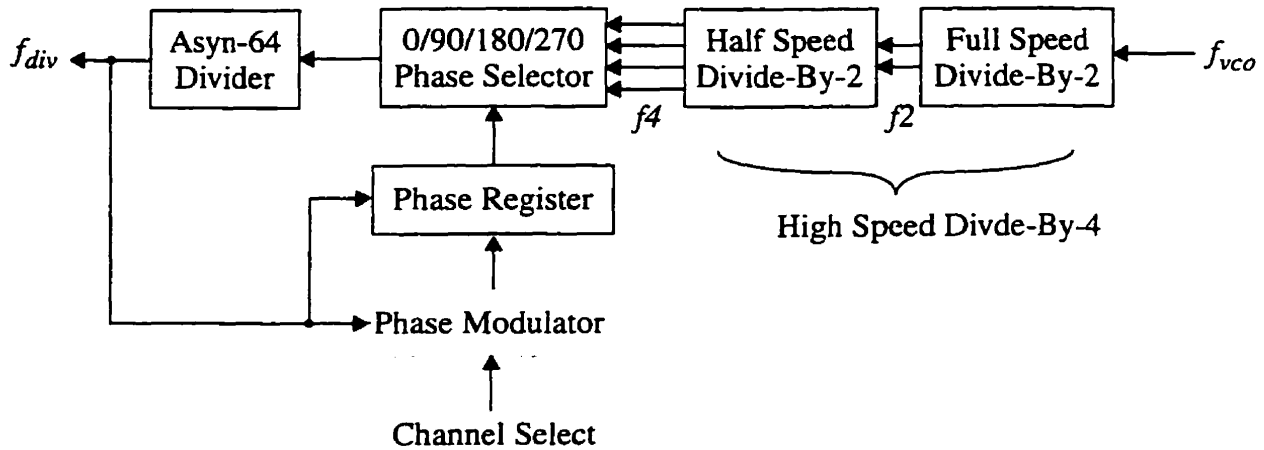 f_div
Asyn-64
Divider
0/90/180/270
Phase Selector
Half Speed
Divide-By-2
Full Speed
Divide-By-2
f_vco
f4
f2
Phase Register
High Speed Divde-By-4
Phase Modulator
Channel Select